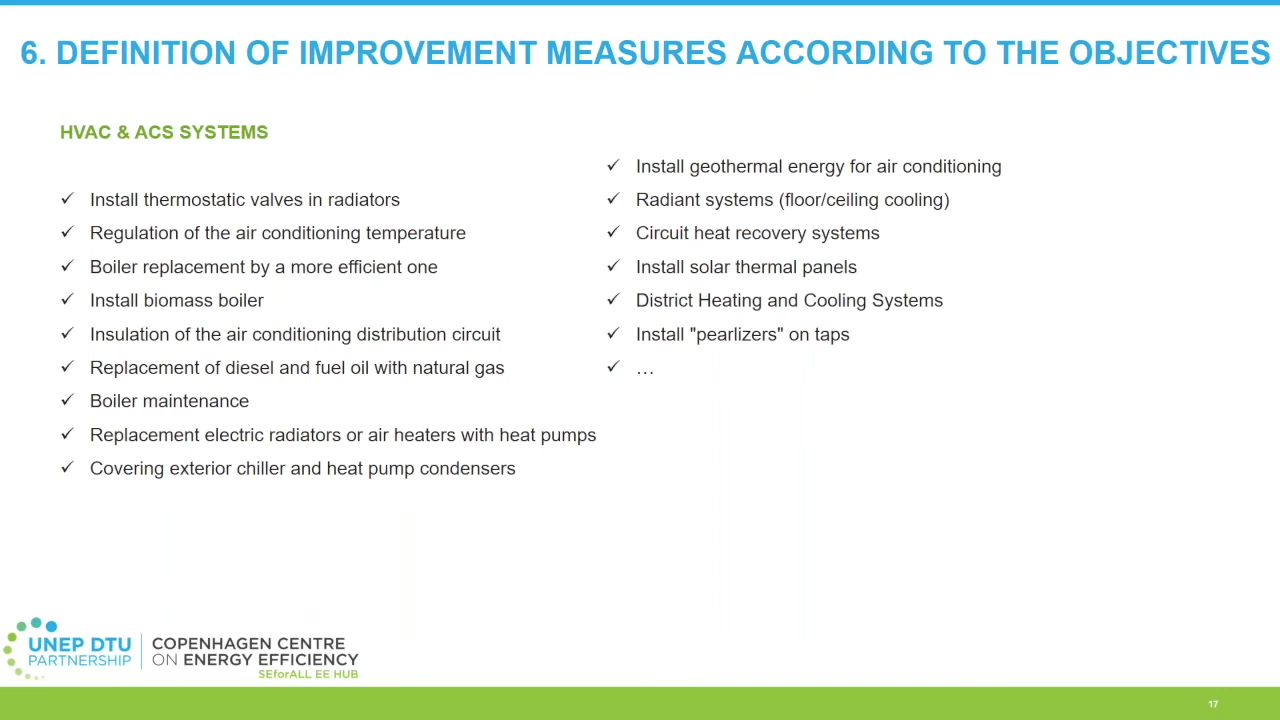 6. DEFINITION OF IMPROVEMENT MEASURES ACCORDING TO THE OBJECTIVES
HVAC & ACS SYSTEMS
✓ Install thermostatic valves in radiators
✓ Regulation of the air conditioning temperature
✓ Boiler replacement by a more efficient one
✓ Install biomass boiler
✓ Insulation of the air conditioning distribution circuit
✓ Replacement of diesel and fuel oil with natural gas
✓ Boiler maintenance
✓ Replacement electric radiators or air heaters with heat pumps
✓ Covering exterior chiller and heat pump condensers
✓ Install geothermal energy for air conditioning
✓ Radiant systems (floor/ceiling cooling)
✓ Circuit heat recovery systems
✓ Install solar thermal panels
✓ District Heating and Cooling Systems
✓ Install "pearlizers" on taps
✓ …
UNEP DTU
PARTNERSHIP
COPENHAGEN CENTRE
ON ENERGY EFFICIENCY
SEforALL EE HUB
17